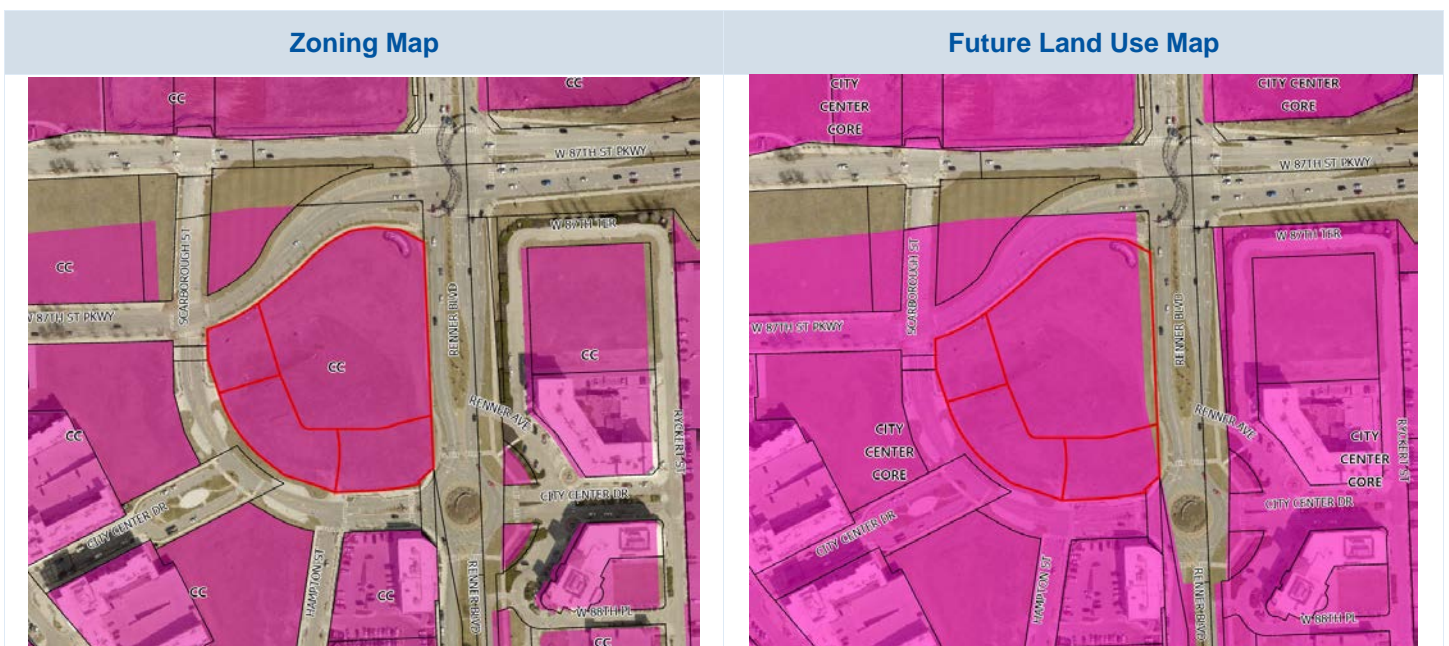 Zoning Map
Future Land Use Map
CC
CC
W 87TH ST PKWY
W 87TH TER
SCARBOROUGH ST
CC
W 87TH ST PKWY
RENNER BLVD
CC
CC
RENNER AVE
RYCKERT ST
CC
CITY CENTER DR
CITY CENTER DR
HAMPTON ST
CC
CC
RENNER BLVD
W 88TH PL
CC
CITY
CENTER
CORE
CITY CENTER
CORE
W 87TH ST PKWY
W 87TH TER
SCARBOROUGH ST
W 87TH ST PKWY
RENNER BLVD
RENNER AVE
RYCKERT ST
CITY
CENTER
CORE
CITY
CENTER
CORE
CITY CENTER DR
CITY CENTER DR
HAMPTON ST
RENNER BLVD
W 88TH PL